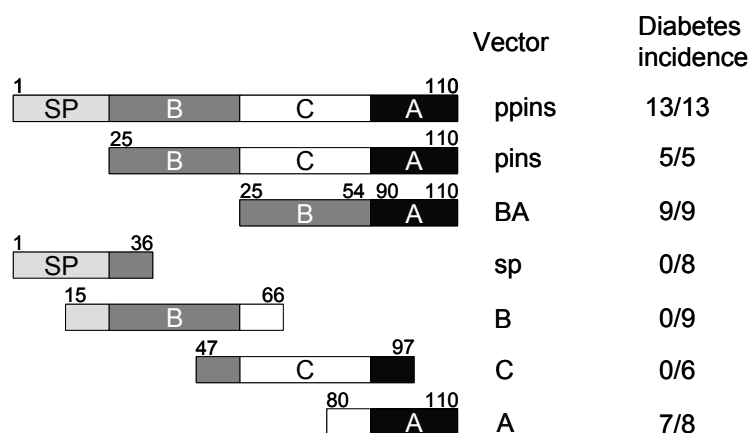 Vector Diabetes incidence
1 110
SP B C A ppins 13/13
25 110
B C A pins 5/5
25 54 90 110
B A BA 9/9
1 36
SP sp 0/8
15 66
B B 0/9
47 97
C C 0/6
80 110
A A 7/8